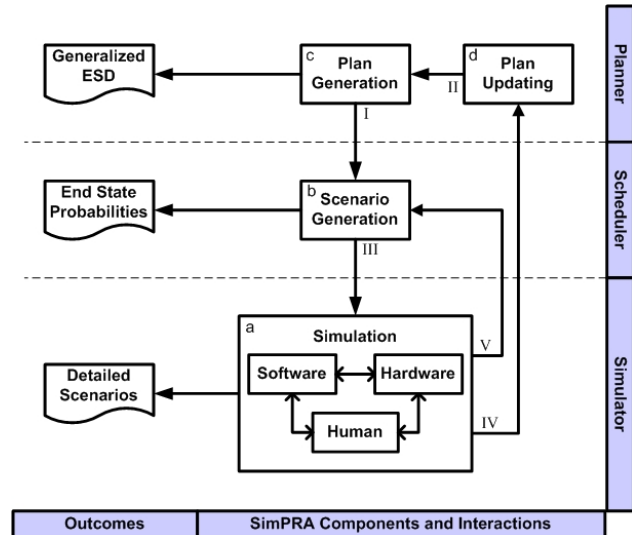 Generalized
ESD
c
Plan
Generation
d
Plan
Updating
II
I
Planner
End State
Probabilities
b
Scenario
Generation
III
Scheduler
a
Simulation
Software
Hardware
Human
V
IV
Detailed
Scenarios
Simulator
Outcomes
SimPRA Components and Interactions